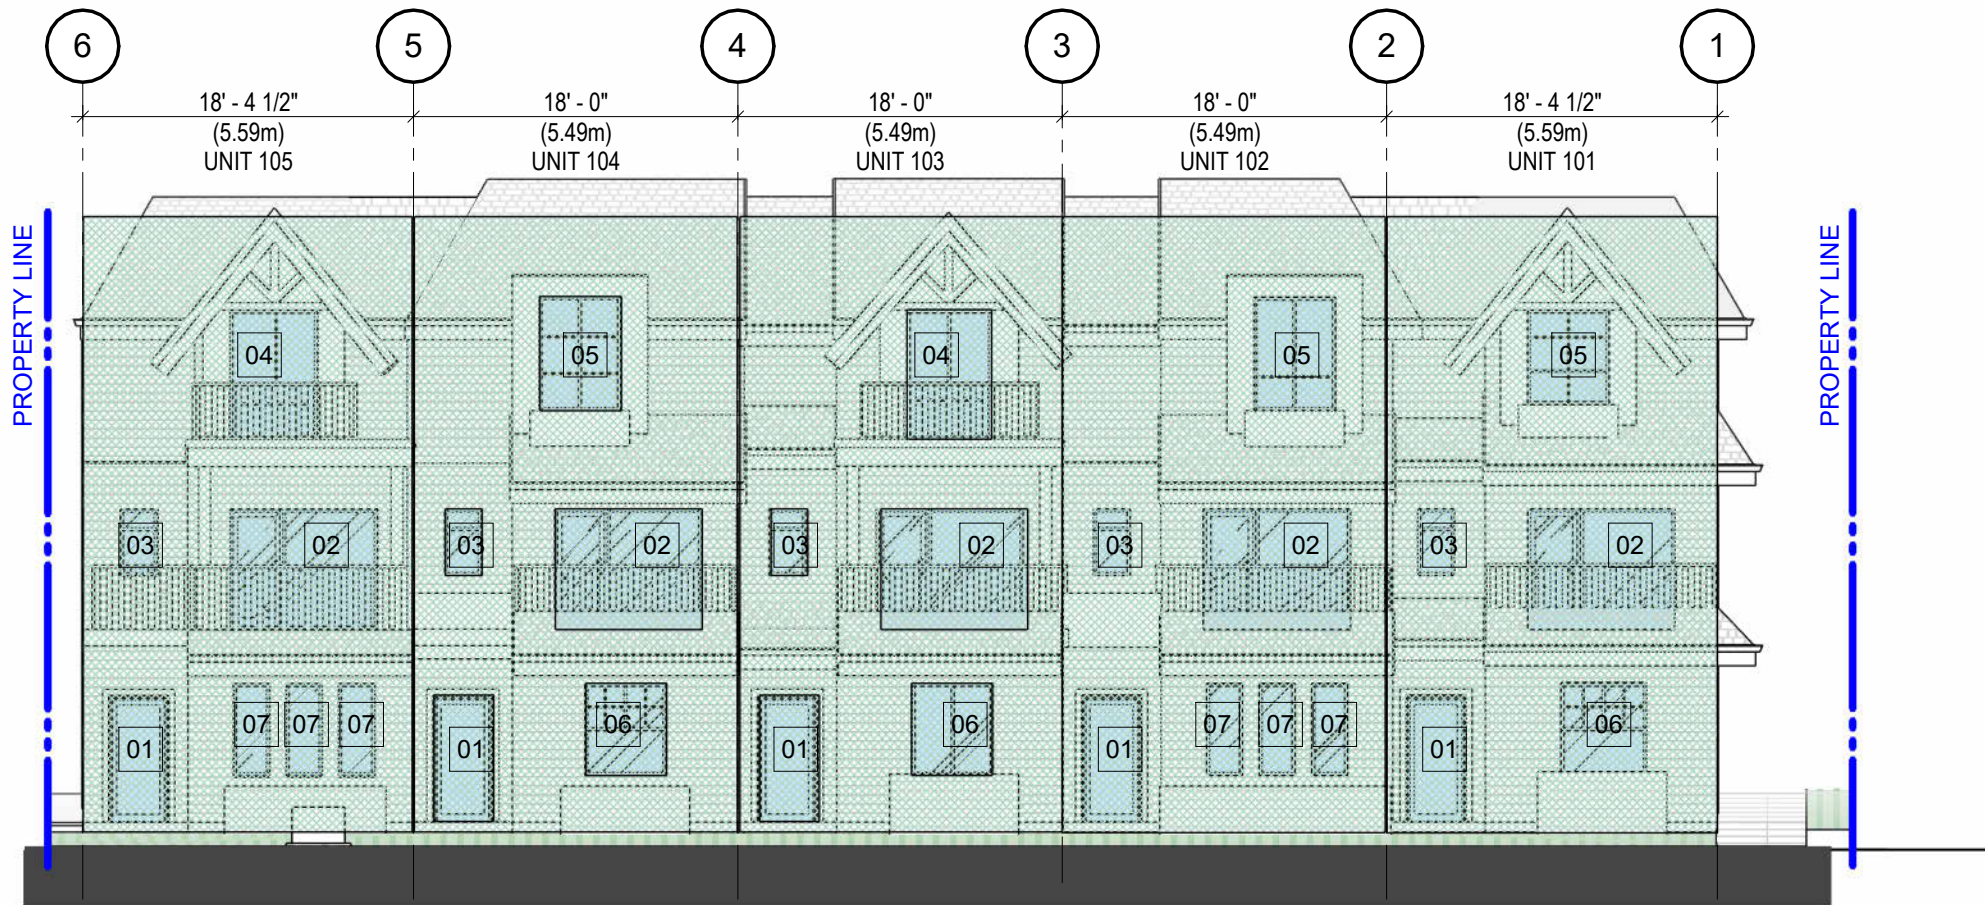 6 5 4 3 2 1
18' - 4 1/2" 18' - 0" 18' - 0" 18' - 0" 18' - 4 1/2"
(5.59m) (5.49m) (5.49m) (5.49m) (5.59m)
UNIT 105 UNIT 104 UNIT 103 UNIT 102 UNIT 101
PROPERTY LINE
PROPERTY LINE
04 05 04 05 05
03 02 03 02 03 02 03 02 03 02
07 07 07 06 06 07 07 07 06
01 01 01 01 01